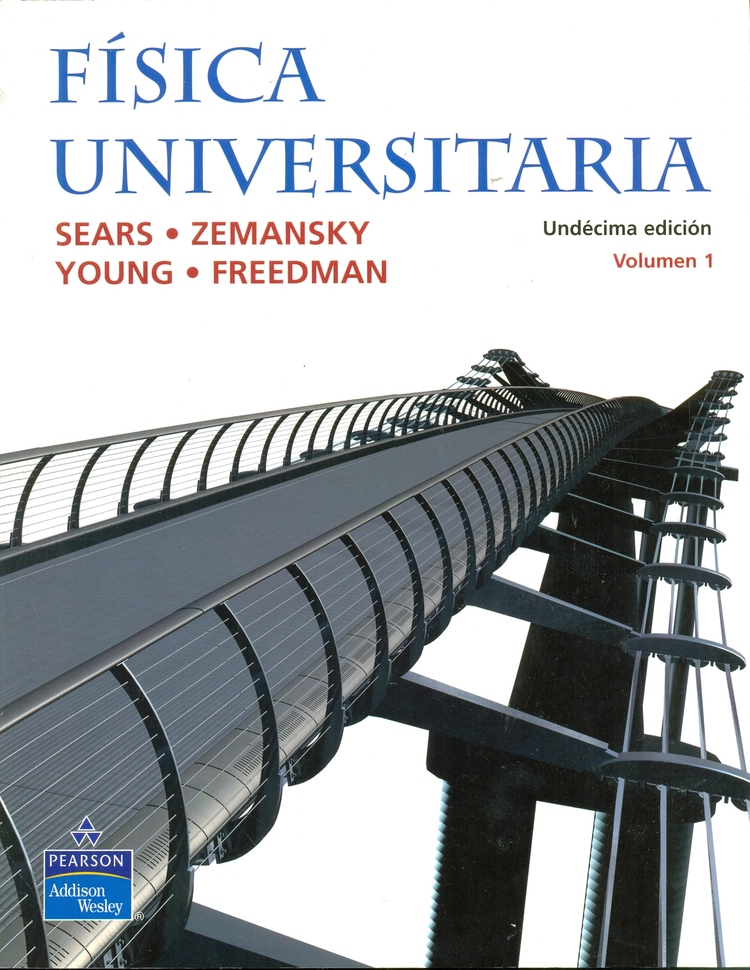 FÍSICA
UNIVERSITARIA
SEARS • ZEMANSKY
YOUNG • FREEDMAN
Undécima edición
Volumen 1
PEARSON
Addison
Wesley
®